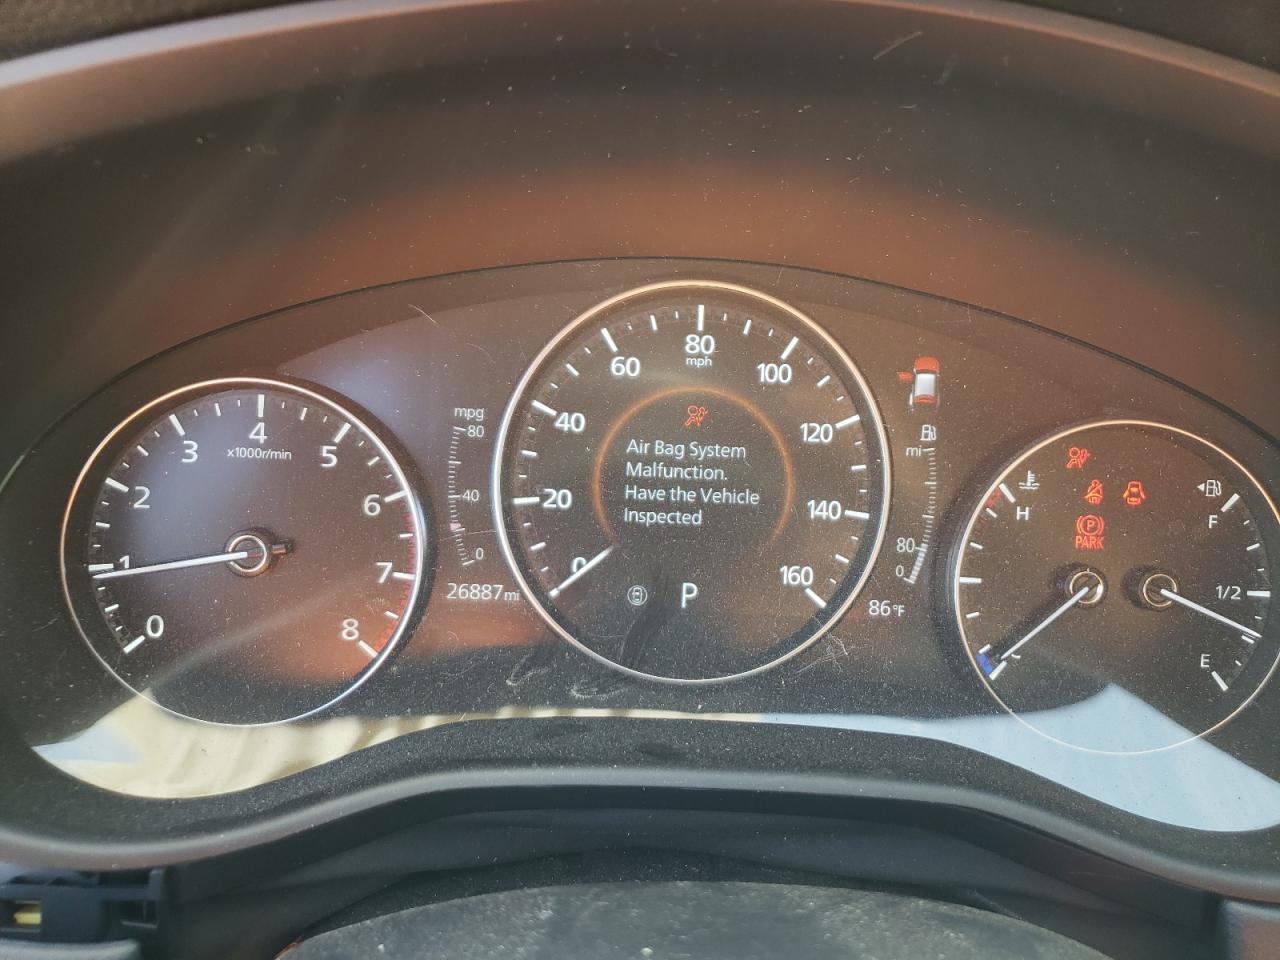 80
mph
60
100
40
120
20
140
0
160
Air Bag System
Malfunction.
Have the Vehicle
Inspected
P
4
x1000r/min
3
5
2
6
1
7
0
8
mpg
80
40
0
26887 mi
mi
80
0
86°F
H
F
P
PARK
1/2
E